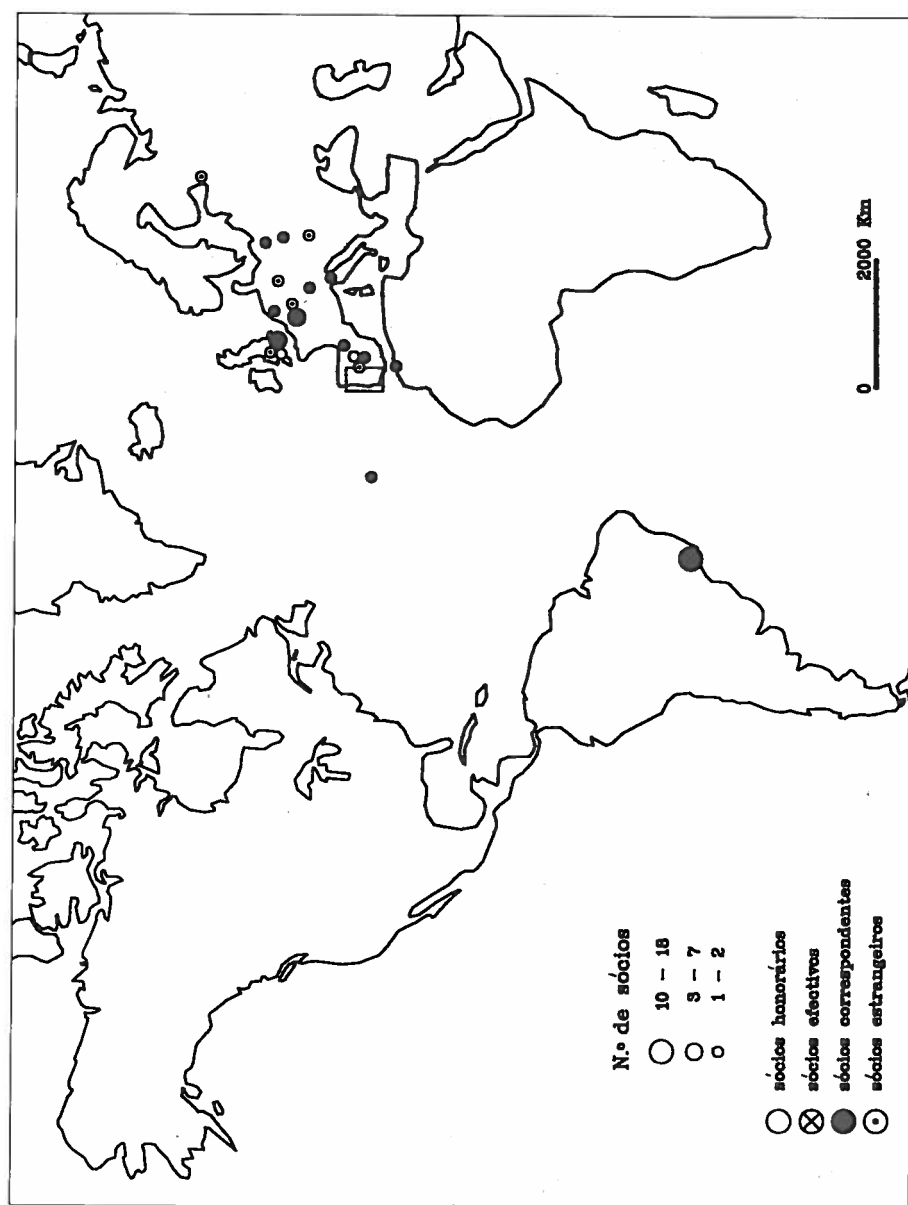 N.º de sócios
10 – 18
3 – 7
1 – 2
sócios honorários
sócios efectivos
sócios correspondentes
sócios estrangeiros
0 2000 Km